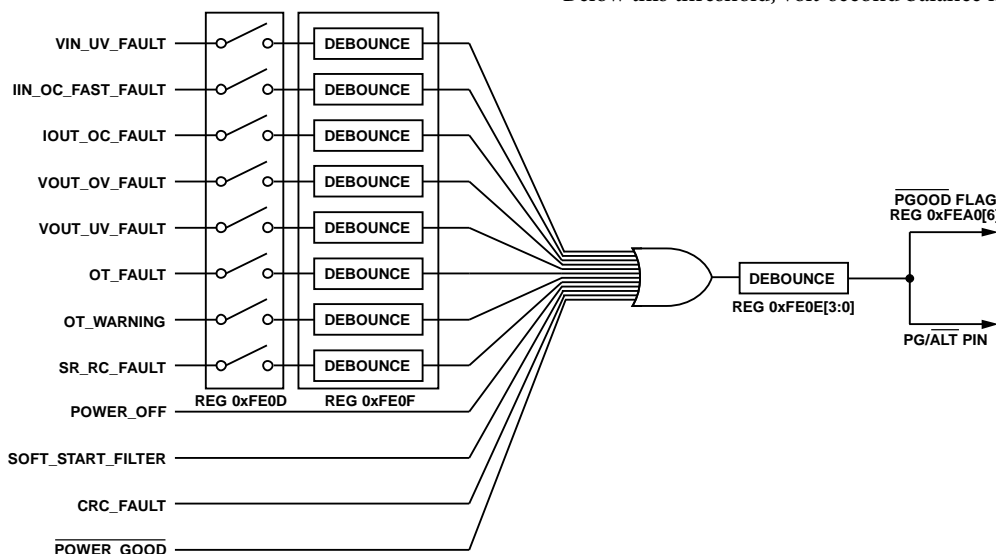 VIN_UV_FAULT
DEBOUNCE
IIN_OC_FAST_FAULT
DEBOUNCE
IOUT_OC_FAULT
DEBOUNCE
VOUT_OV_FAULT
DEBOUNCE
VOUT_UV_FAULT
DEBOUNCE
OT_FAULT
DEBOUNCE
OT_WARNING
DEBOUNCE
SR_RC_FAULT
DEBOUNCE
REG 0xFE0D
REG 0xFE0F
POWER_OFF
SOFT_START_FILTER
CRC_FAULT
POWER_GOOD
DEBOUNCE
REG 0xFE0E[3:0]
PGOOD FLAG
REG 0xFEA0[6]
PG/ALT PIN